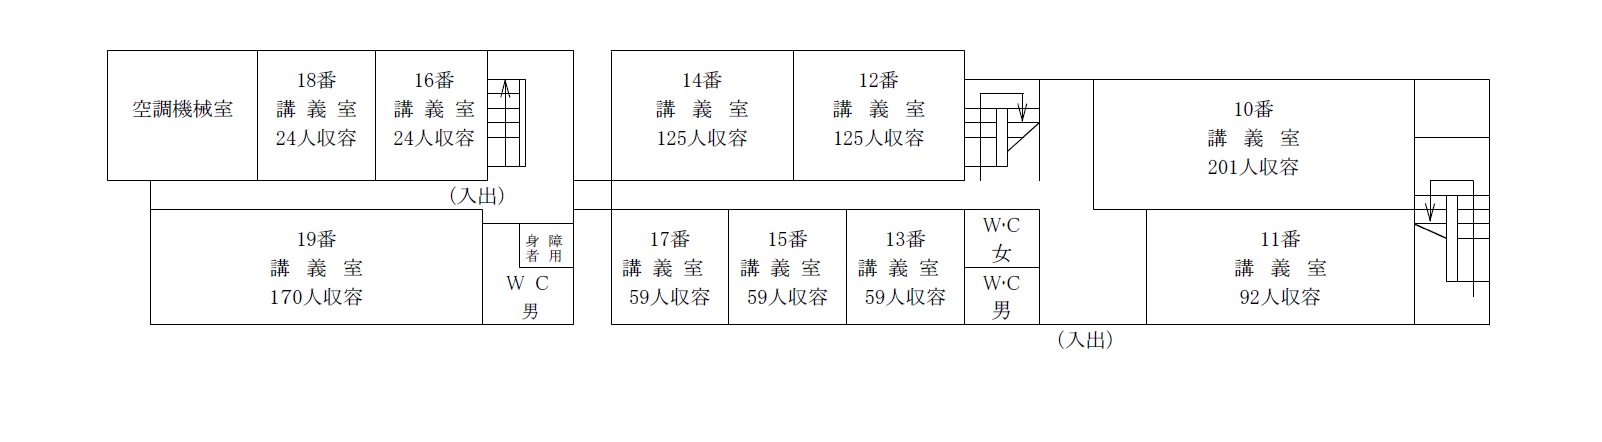 空調機械室
18番
講義室
24人収容
16番
講義室
24人収容
14番
講義室
125人収容
12番
講義室
125人収容
10番
講義室
201人収容
（入出）
19番
講義室
170人収容
身障
者用
W C
男
17番
講義室
59人収容
15番
講義室
59人収容
13番
講義室
59人収容
W・C
女
W・C
男
11番
講義室
92人収容
（入出）